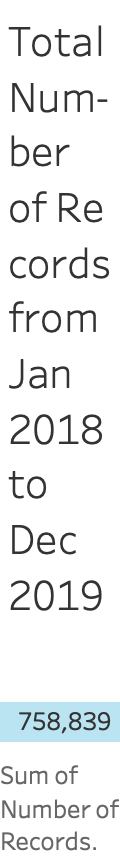 Total
Num-
ber
of Re
cords
from
Jan
2018
to
Dec
2019
758,839
Sum of
Number of
Records.